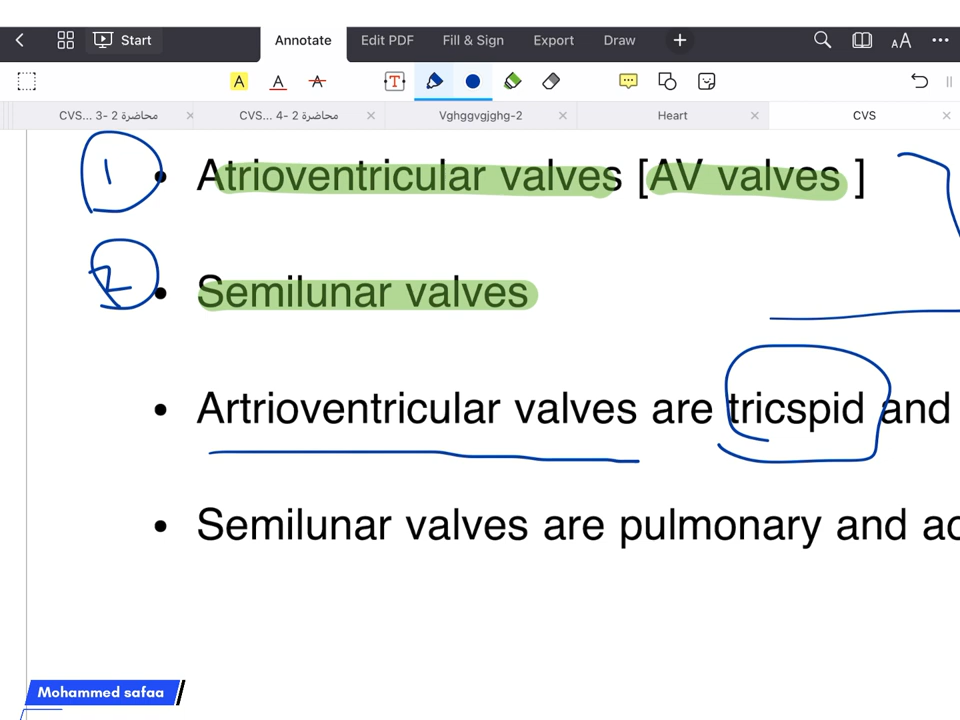 Start
Annotate
Edit PDF
Fill & Sign
Export
Draw
CVS... 3- 2 محاضرة
CVS... 4- 2 محاضرة
Vghggvgjghg-2
Heart
CVS
1
• Atrioventricular valves [AV valves ]
2
• Semilunar valves
• Artrioventricular valves are tricspid and
• Semilunar valves are pulmonary and
Mohammed safaa